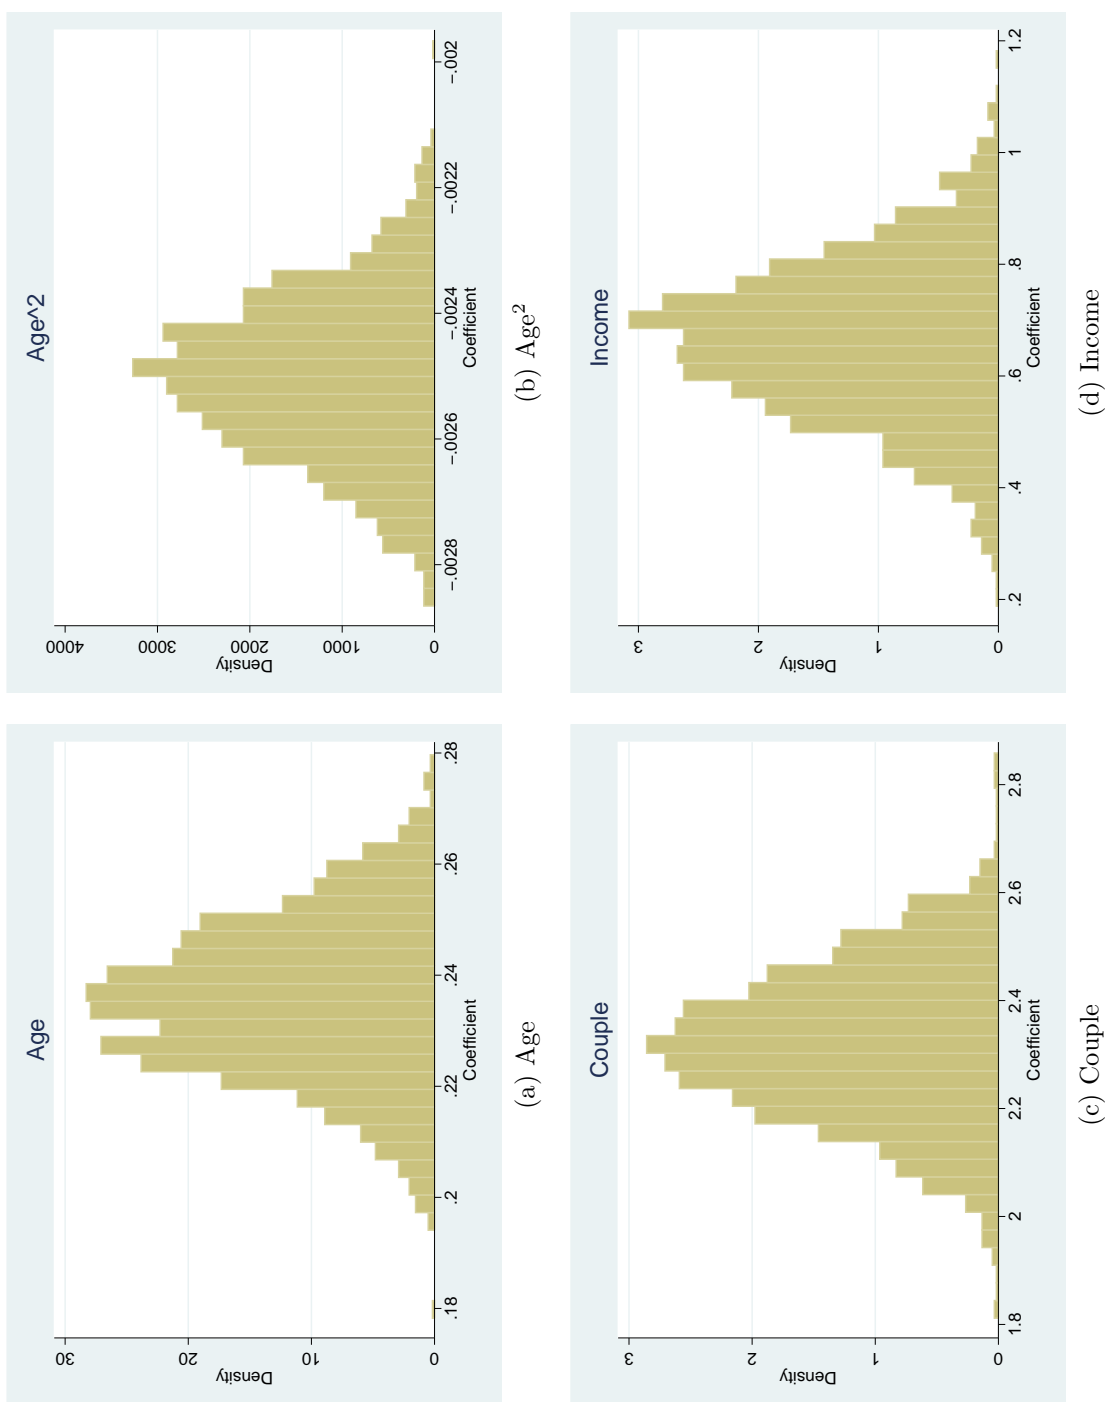 Age
30
20
10
0
Density
.18
.2
.22
.24
.26
.28
Coefficient
(a) Age
Age^2
4000
3000
2000
1000
0
Density
-.0028
-.0026
-.0024
-.0022
-.002
Coefficient
(b) Age²
Couple
3
2
1
0
Density
1.8
2
2.2
2.4
2.6
2.8
Coefficient
(c) Couple
Income
3
2
1
0
Density
.2
.4
.6
.8
1
1.2
Coefficient
(d) Income